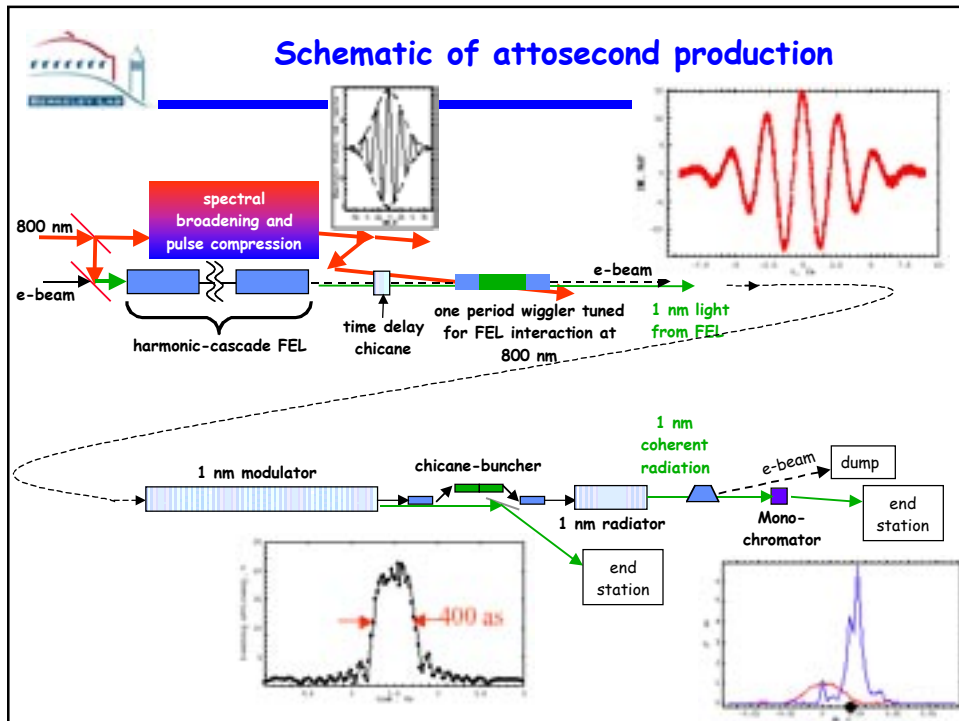 Schematic of attosecond production
BERKELEY LAB
spectral
broadening and
pulse compression
800 nm
e-beam
harmonic-cascade FEL
time delay
chicane
one period wiggler tuned
for FEL interaction at
800 nm
e-beam
1 nm light
from FEL
1 nm modulator
chicane-buncher
1 nm radiator
1 nm
coherent
radiation
e-beam
dump
Mono-
chromator
end
station
end
station
400 as